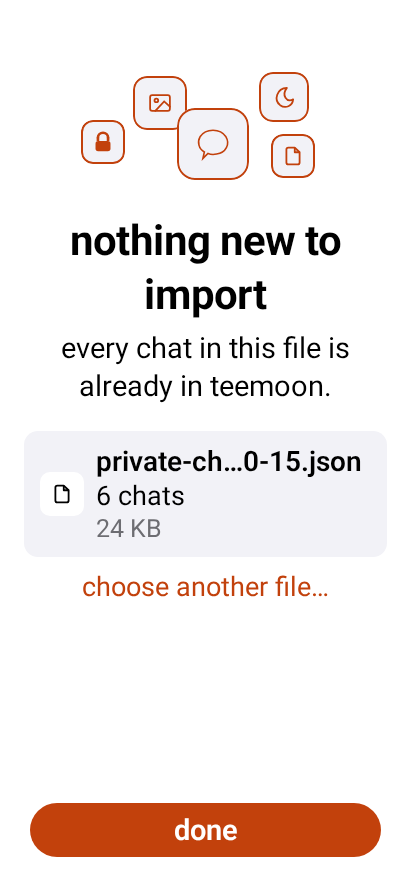 nothing new to
import
every chat in this file is
already in teemoon.
private-ch...0-15.json
6 chats
24 KB
choose another file...
done